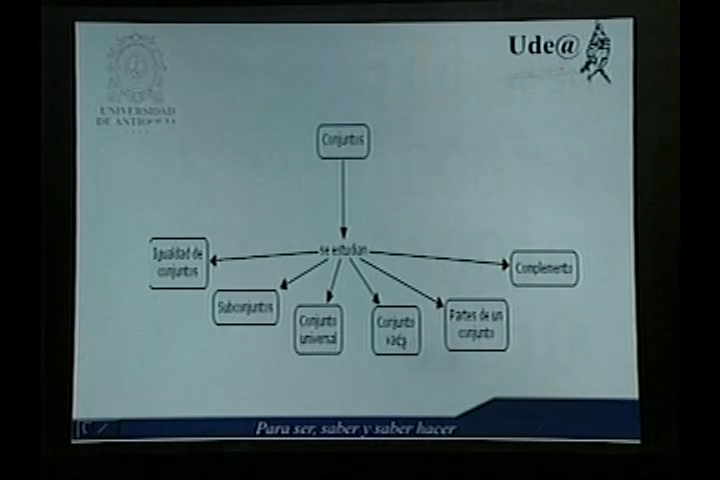 Ude@
UNIVERSIDAD
DE ANTIOQUIA
Conjuntos
se estudian
Igualdad de
conjuntos
Subconjuntos
Conjunto
universal
Conjunto
vacío
Partes de un
conjunto
Complemento
Para ser, saber y saber hacer